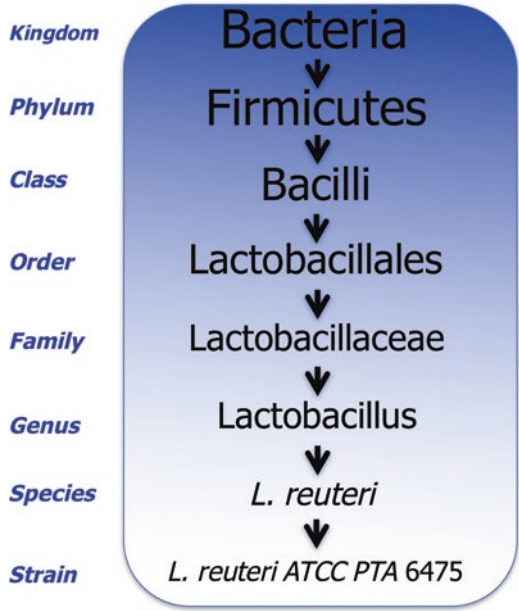 Kingdom Bacteria
Phylum Firmicutes
Class Bacilli
Order Lactobacillales
Family Lactobacillaceae
Genus Lactobacillus
Species L. reuteri
Strain L. reuteri ATCC PTA 6475